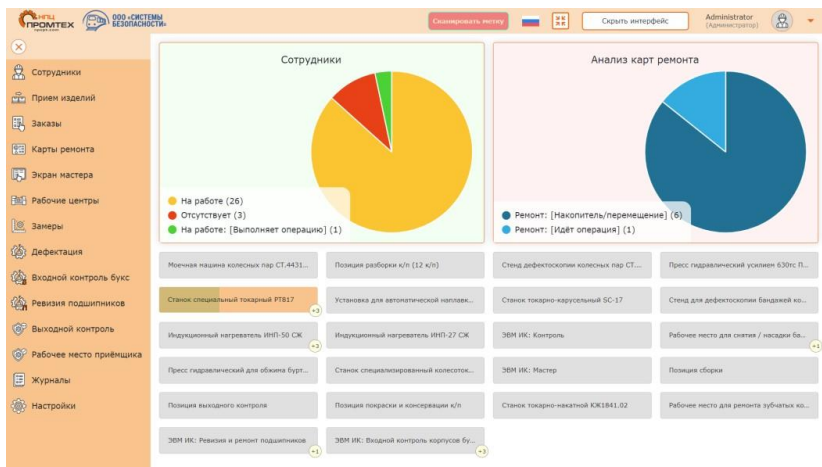 НПЦ
ПРОМТЕХ
ООО «СИСТЕМЫ
БЕЗОПАСНОСТИ»
Сканировать метку
Скрыть интерфейс
Administrator
(Администратор)
Сотрудники
Прием изделий
Заказы
Карты ремонта
Экран мастера
Рабочие центры
Замеры
Дефектация
Входной контроль букс
Ревизия подшипников
Выходной контроль
Рабочее место приёмщика
Журналы
Настройки
Сотрудники
На работе (26)
Отсутствует (3)
На работе: [Выполняет операцию] (1)
Анализ карт ремонта
Ремонт: [Накопитель/перемещение] (6)
Ремонт: [Идёт операция] (1)
Моечная машина колесных пар СТ.4431...
Позиция разборки к/п (12 к/п)
Стенд дефектоскопии колесных пар СТ....
Пресс гидравлический усилием 630тс П...
Станок специальный токарный РТ817
+3
Установка для автоматической наплавк...
Станок токарно-карусельный SC-17
Стенд для дефектоскопии бандажей ко...
Индукционный нагреватель ИНП-50 СЖ
+3
Индукционный нагреватель ИНП-27 СЖ
ЭВМ ИК: Контроль
Рабочее место для снятия / насадки ба...
+1
Пресс гидравлический для обжима бурт...
Станок специализированный колесоток...
ЭВМ ИК: Мастер
Позиция сборки
Позиция выходного контроля
Позиция покраски и консервации к/п
Станок токарно-накатной КЖ1841.02
Рабочее место для ремонта зубчатых ко...
ЭВМ ИК: Ревизия и ремонт подшипников
+1
ЭВМ ИК: Входной контроль корпусов бу...
+3